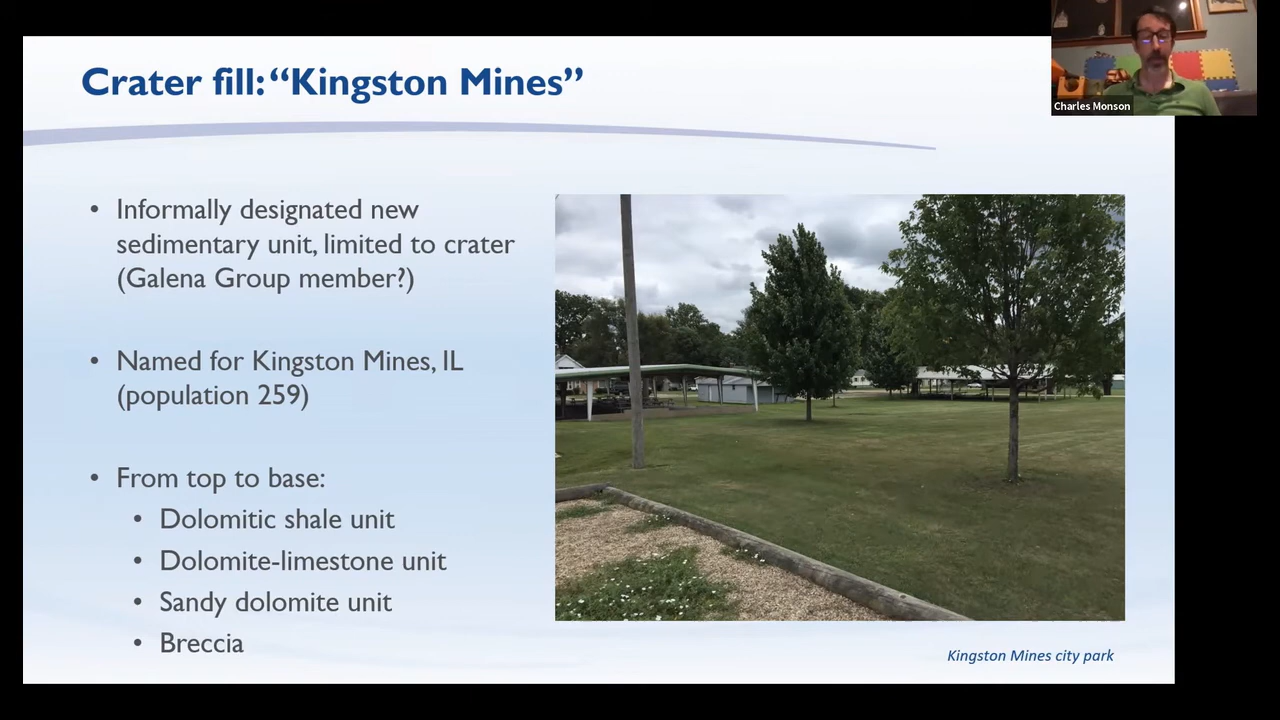 Crater fill: “Kingston Mines”
Charles Monson
• Informally designated new
sedimentary unit, limited to crater
(Galena Group member?)
• Named for Kingston Mines, IL
(population 259)
• From top to base:
• Dolomitic shale unit
• Dolomite-limestone unit
• Sandy dolomite unit
• Breccia
Kingston Mines city park